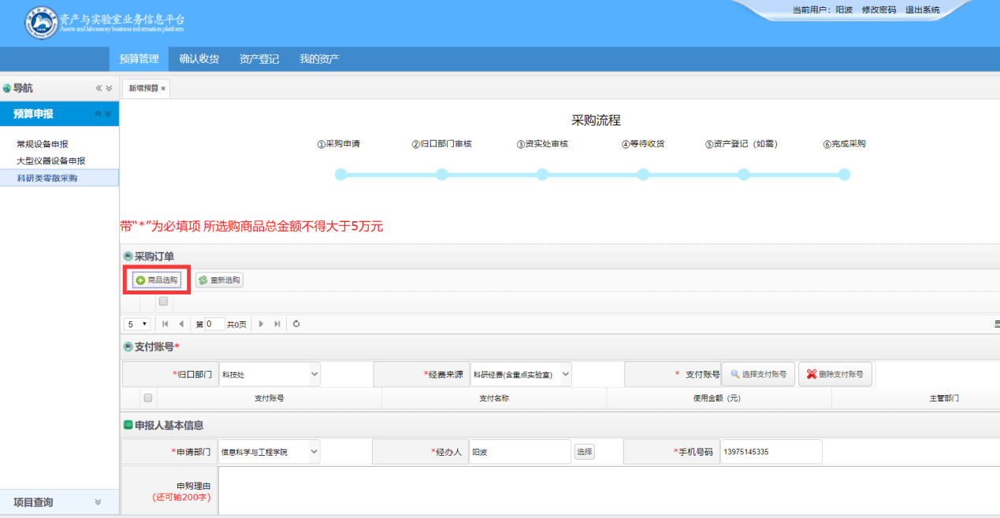 资产与实验室业务信息平台
Assets and laboratory business information platform
当前用户：阳波 修改密码 退出系统
预算管理 确认收货 资产登记 我的资产
导航
新增预算
预算申报
常规设备申报
大型仪器设备申报
科研类零散采购
采购流程
①采购申请 ②归口部门审核 ③资实处审核 ④等待收货 ⑤资产登记（如需） ⑥完成采购
带“*”为必填项 所选购商品总金额不得大于5万元
采购订单
商品选购 重新选购
5 第 0 共0页
支付账号*
*归口部门 科技处 *经费来源 科研经费(含重点实验室) * 支付账号 选择支付账号 删除支付账号
支付账号 支付名称 使用金额（元） 主管部门
申报人基本信息
*申请部门 信息科学与工程学院 *经办人 阳波 选择 *手机号码 13975145335
申购理由
(还可输200字)
项目查询